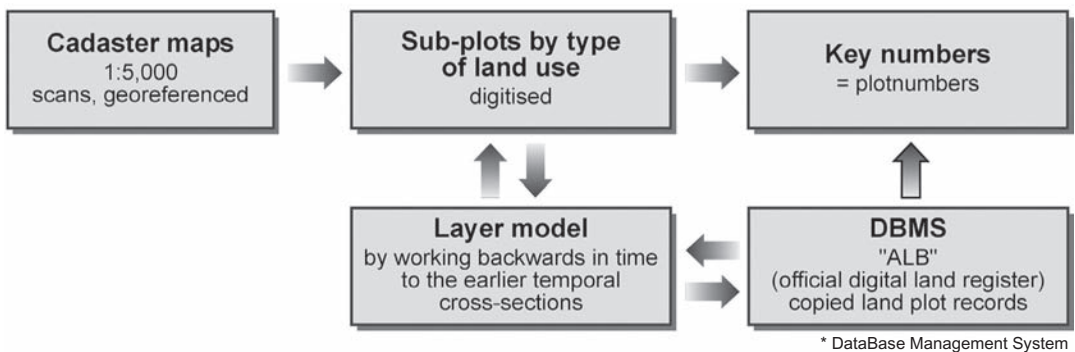 Cadaster maps
1:5,000
scans, georeferenced
Sub-plots by type
of land use
digitised
Key numbers
= plotnumbers
Layer model
by working backwards in time
to the earlier temporal
cross-sections
DBMS
"ALB"
(official digital land register)
copied land plot records
* DataBase Management System